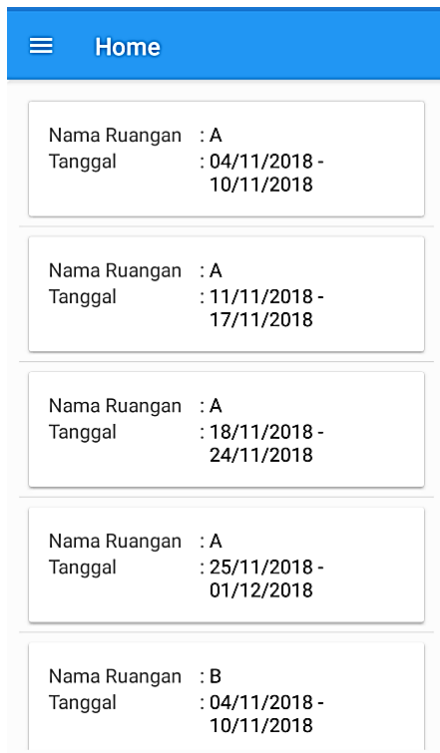 Home
Nama Ruangan : A
Tanggal : 04/11/2018 -
10/11/2018
Nama Ruangan : A
Tanggal : 11/11/2018 -
17/11/2018
Nama Ruangan : A
Tanggal : 18/11/2018 -
24/11/2018
Nama Ruangan : A
Tanggal : 25/11/2018 -
01/12/2018
Nama Ruangan : B
Tanggal : 04/11/2018 -
10/11/2018